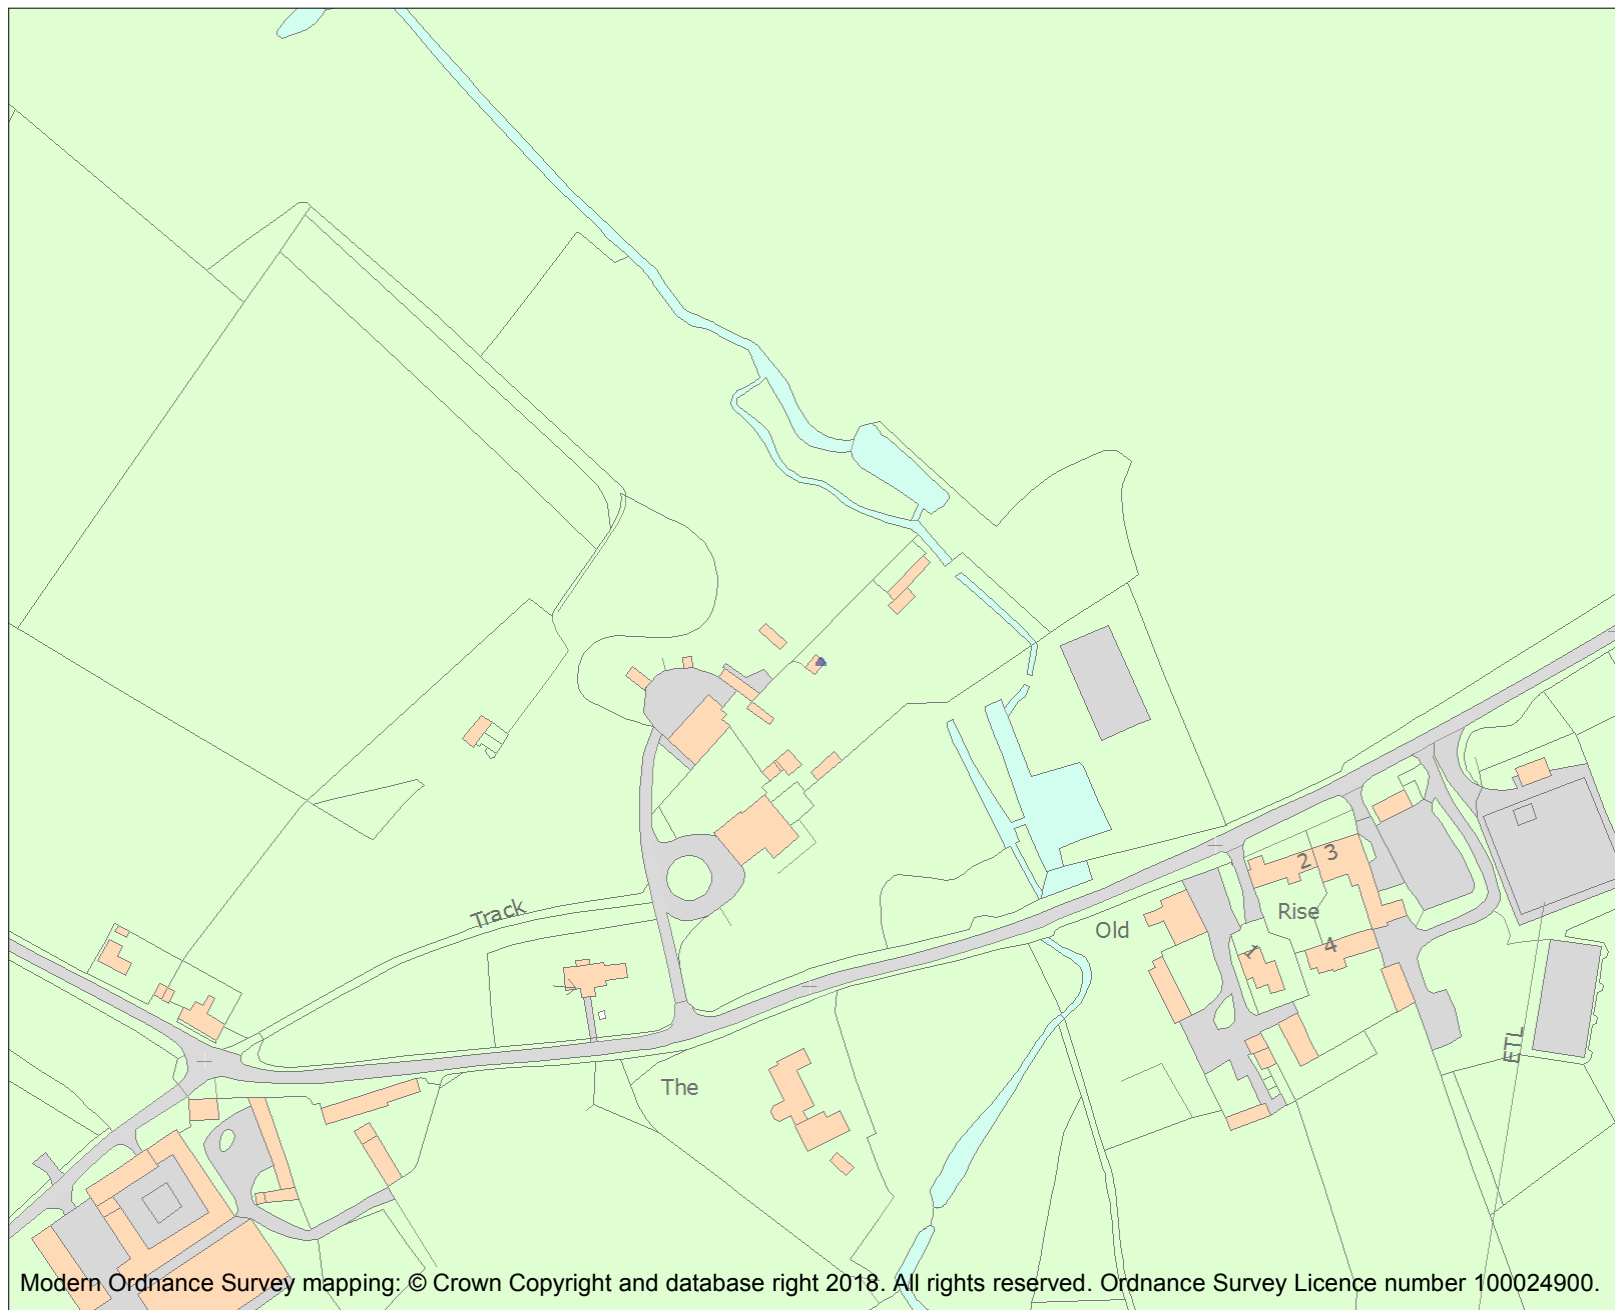 2 3
Track
Rise
Old
1
4
ETL
The
Modern Ordnance Survey mapping: © Crown Copyright and database right 2018. All rights reserved. Ordnance Survey Licence number 100024900.